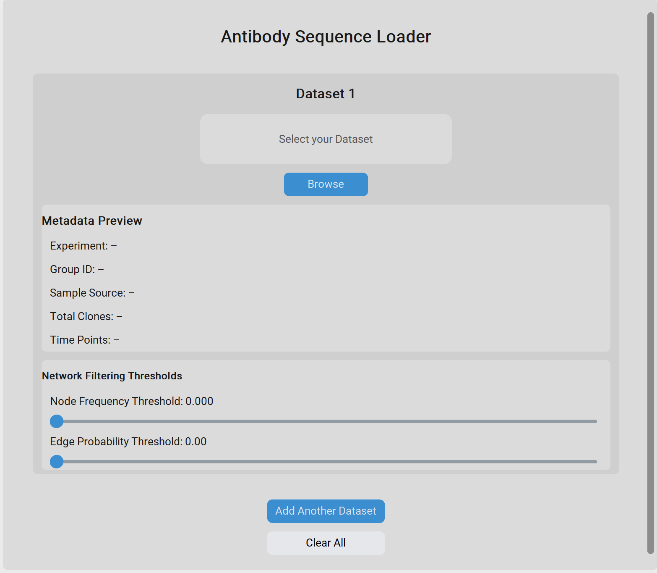 Antibody Sequence Loader
Dataset 1
Select your Dataset
Browse
Metadata Preview
Experiment: –
Group ID: –
Sample Source: –
Total Clones: –
Time Points: –
Network Filtering Thresholds
Node Frequency Threshold: 0.000
Edge Probability Threshold: 0.00
Add Another Dataset
Clear All